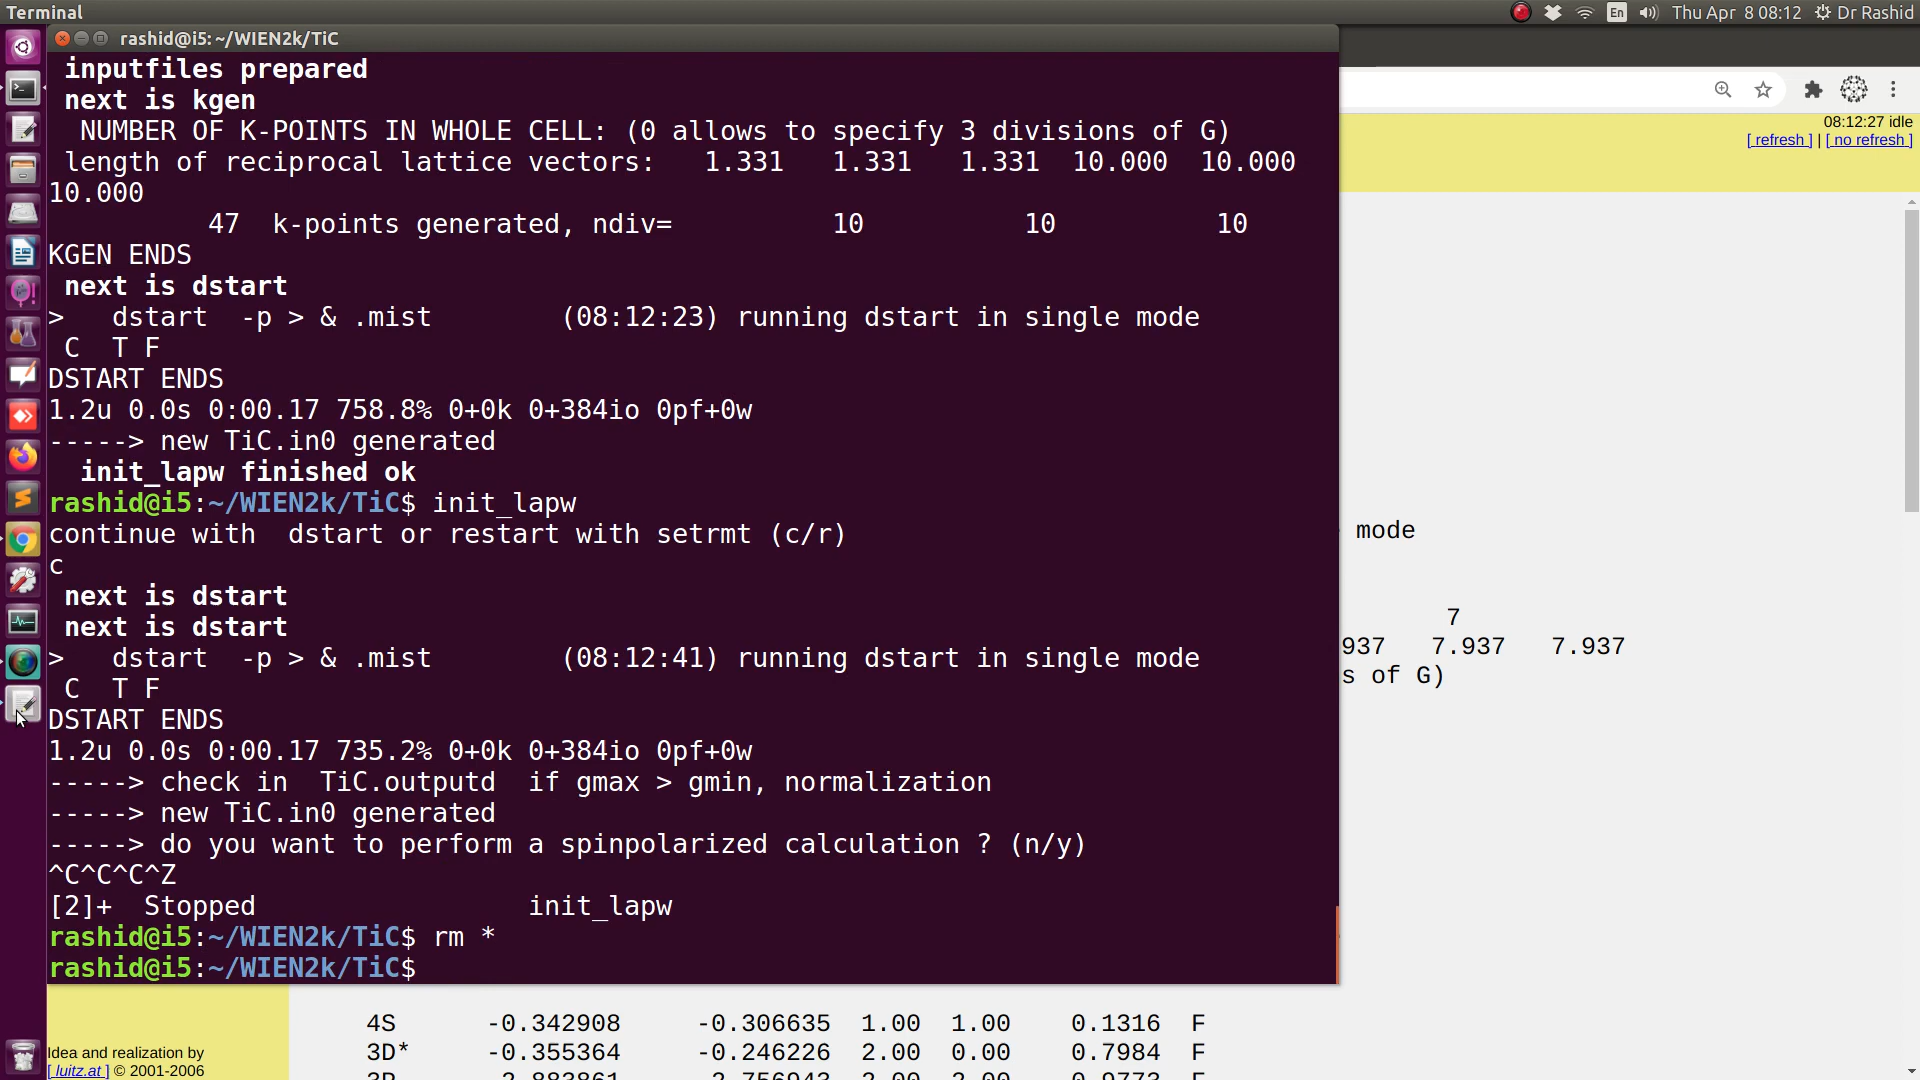 Terminal
En
Thu Apr 8 08:12
Dr Rashid
rashid@i5: ~/WIEN2k/TiC
inputfiles prepared
next is kgen
NUMBER OF K-POINTS IN WHOLE CELL: (0 allows to specify 3 divisions of G)
length of reciprocal lattice vectors:   1.331   1.331   1.331  10.000  10.000
10.000
47  k-points generated, ndiv=          10          10          10
KGEN ENDS
next is dstart
>   dstart  -p > & .mist        (08:12:23) running dstart in single mode
C  T F
DSTART ENDS
1.2u 0.0s 0:00.17 758.8% 0+0k 0+384io 0pf+0w
-----> new TiC.in0 generated
init_lapw finished ok
rashid@i5:~/WIEN2k/TiC$ init_lapw
continue with  dstart or restart with setrmt (c/r)
c
next is dstart
next is dstart
>   dstart  -p > & .mist        (08:12:41) running dstart in single mode
C  T F
DSTART ENDS
1.2u 0.0s 0:00.17 735.2% 0+0k 0+384io 0pf+0w
-----> check in  TiC.outputd  if gmax > gmin, normalization
-----> new TiC.in0 generated
-----> do you want to perform a spinpolarized calculation ? (n/y)
^C^C^C^Z
[2]+  Stopped                 init_lapw
rashid@i5:~/WIEN2k/TiC$ rm *
rashid@i5:~/WIEN2k/TiC$
08:12:27 idle
[ refresh ] | [ no refresh ]
mode
7
937   7.937   7.937
s of G)
4S      -0.342908     -0.306635  1.00  1.00    0.1316  F
3D*     -0.355364     -0.246226  2.00  0.00    0.7984  F
Idea and realization by
[ luitz.at ] © 2001-2006